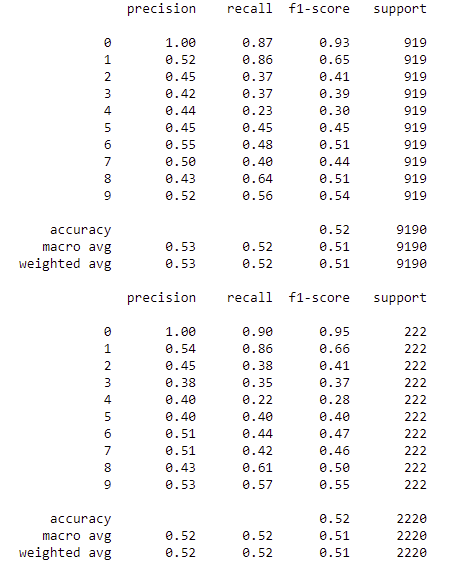 precision recall f1-score support
0 1.00 0.87 0.93 919
1 0.52 0.86 0.65 919
2 0.45 0.37 0.41 919
3 0.42 0.37 0.39 919
4 0.44 0.23 0.30 919
5 0.45 0.45 0.45 919
6 0.55 0.48 0.51 919
7 0.50 0.40 0.44 919
8 0.43 0.64 0.51 919
9 0.52 0.56 0.54 919
accuracy 0.52 9190
macro avg 0.53 0.52 0.51 9190
weighted avg 0.53 0.52 0.51 9190
precision recall f1-score support
0 1.00 0.90 0.95 222
1 0.54 0.86 0.66 222
2 0.45 0.38 0.41 222
3 0.38 0.35 0.37 222
4 0.40 0.22 0.28 222
5 0.40 0.40 0.40 222
6 0.51 0.44 0.47 222
7 0.51 0.42 0.46 222
8 0.43 0.61 0.50 222
9 0.53 0.57 0.55 222
accuracy 0.52 2220
macro avg 0.52 0.52 0.51 2220
weighted avg 0.52 0.52 0.51 2220